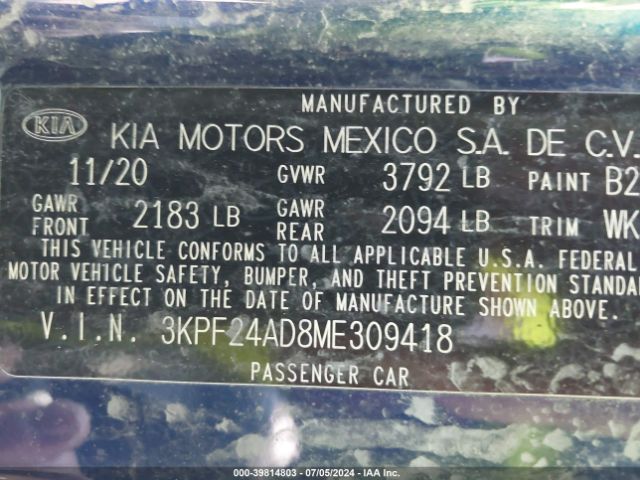 MANUFACTURED BY
KIA KIA MOTORS MEXICO S.A. DE C.V.
11/20 GVWR 3792 LB PAINT B2
GAWR FRONT 2183 LB GAWR REAR 2094 LB TRIM WK
THIS VEHICLE CONFORMS TO ALL APPLICABLE U.S.A. FEDERAL
MOTOR VEHICLE SAFETY, BUMPER, AND THEFT PREVENTION STANDA
IN EFFECT ON THE DATE OF MANUFACTURE SHOWN ABOVE.
V.I.N. 3KPF24AD8ME309418
PASSENGER CAR
000-39814803 / 07/05/2024 - IAA Inc.